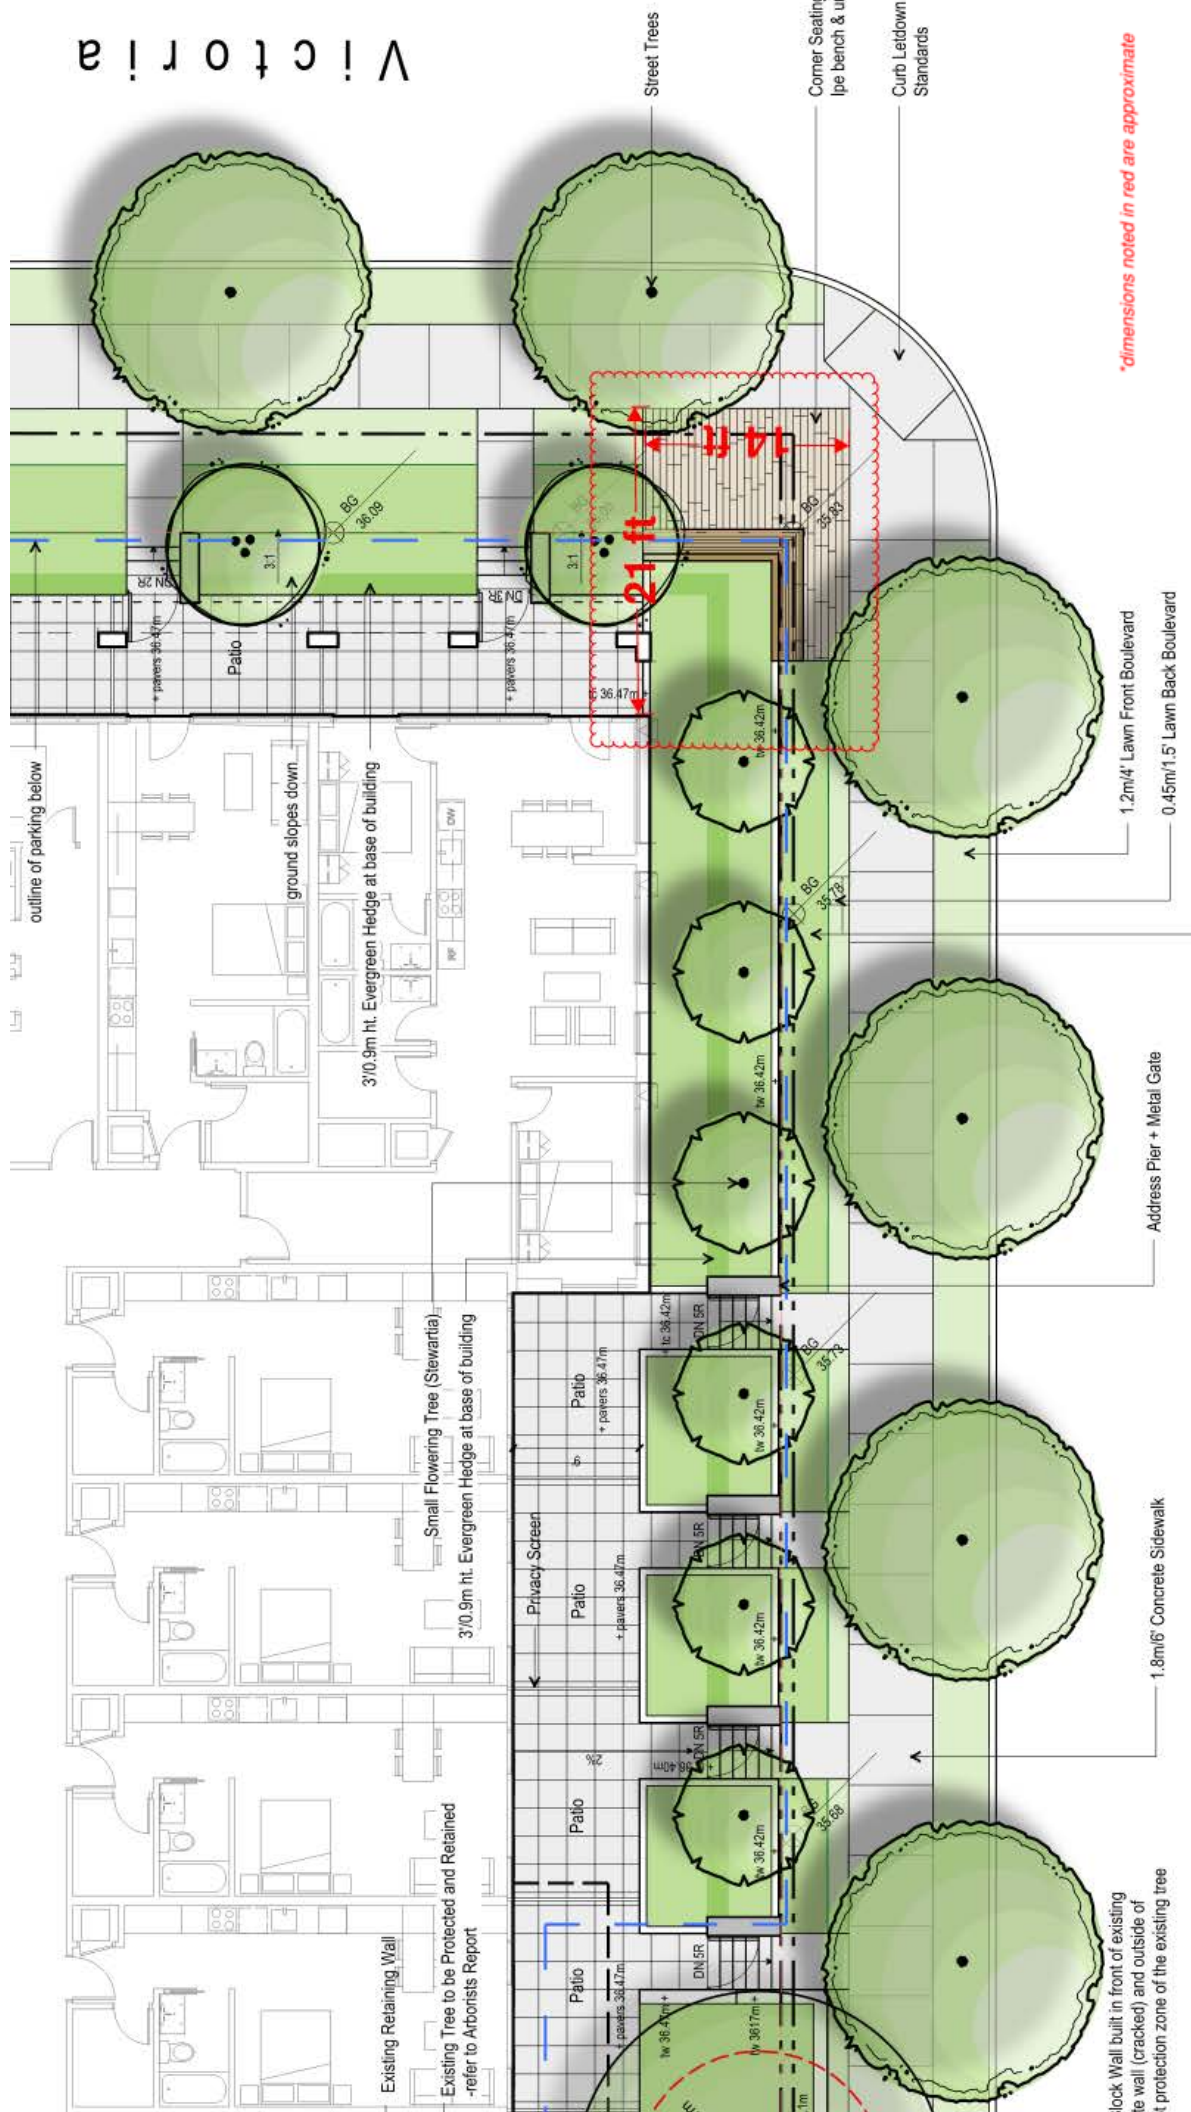 Victoria
Street Trees
Corner Seating
Ipe bench &
Curb Letdown
Standards
*dimensions noted in red are approximate
21 ft
14 ft
outline of parking below
ground slopes down
3'/0.9m ht. Evergreen Hedge at base of building
DN 2R
+ pavers 36.47m
Patio
3:1
BG
36.09
DN 3R
+ pavers 36.47m
3:1
BG
tc 36.47m +
BG
35.83
DW
RF
tw 36.42m
+
BG
35.78
tw 36.42m
+
1.2m/4' Lawn Front Boulevard
0.45m/1.5' Lawn Back Boulevard
Address Pier + Metal Gate
Small Flowering Tree (Stewartia)
3'/0.9m ht. Evergreen Hedge at base of building
+ tc 36.42m
DN 5R
BG
35.73
Patio
+ pavers 36.47m
tw 36.42m
+
Privacy Screen
DN 5R
Patio
+ pavers 36.47m
tw 36.42m
+
1.8m/6' Concrete Sidewalk
2%
DN 5R
+ 36.40m
Patio
tw 36.42m
+
35.68
Existing Retaining Wall
Existing Tree to be Protected and Retained
-refer to Arborists Report
DN 5R
Patio
+ pavers 36.47m
tw 36.47m +
tw 3617m +
lock Wall built in front of existing
te wall (cracked) and outside of
t protection zone of the existing tree